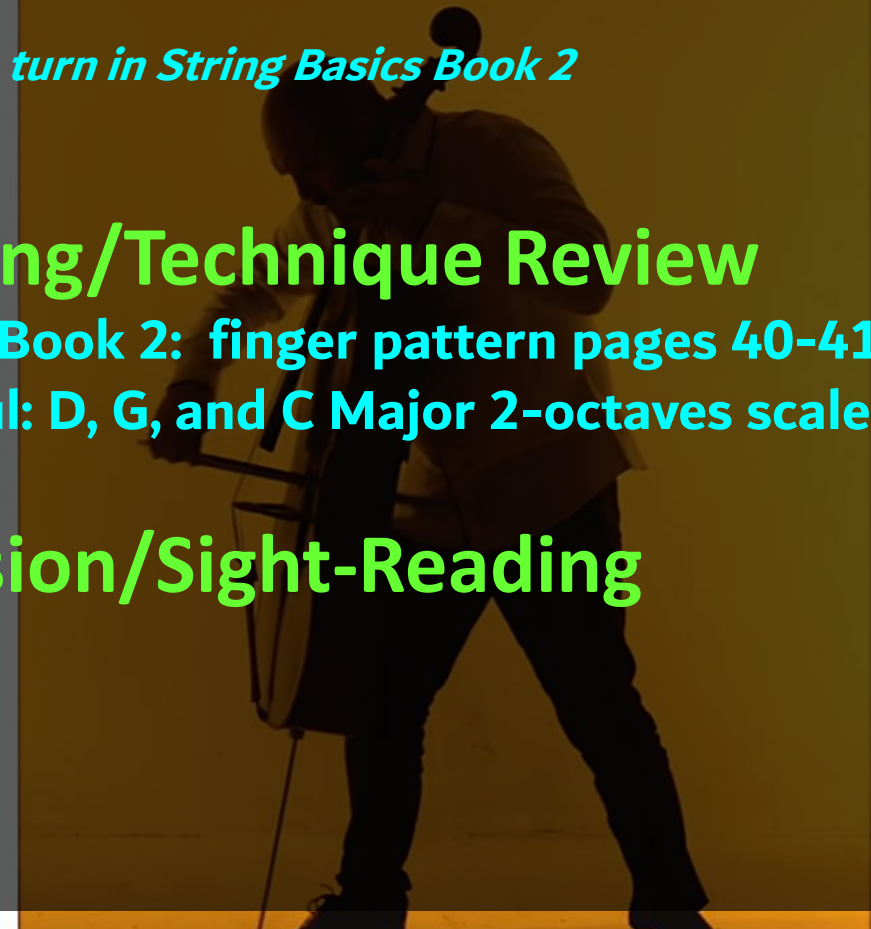 turn in String Basics Book 2
ng/Technique Review
Book 2: finger pattern pages 40-41
l: D, G, and C Major 2-octaves scale
sion/Sight-Reading